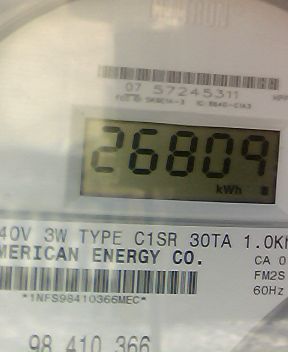 07 57245311
26809
kWh
40V 3W TYPE C1SR 30TA 1.0K
MERICAN ENERGY CO.
CA 0
FM2S
60Hz
*1NFS98410366MEC*
98 410 366